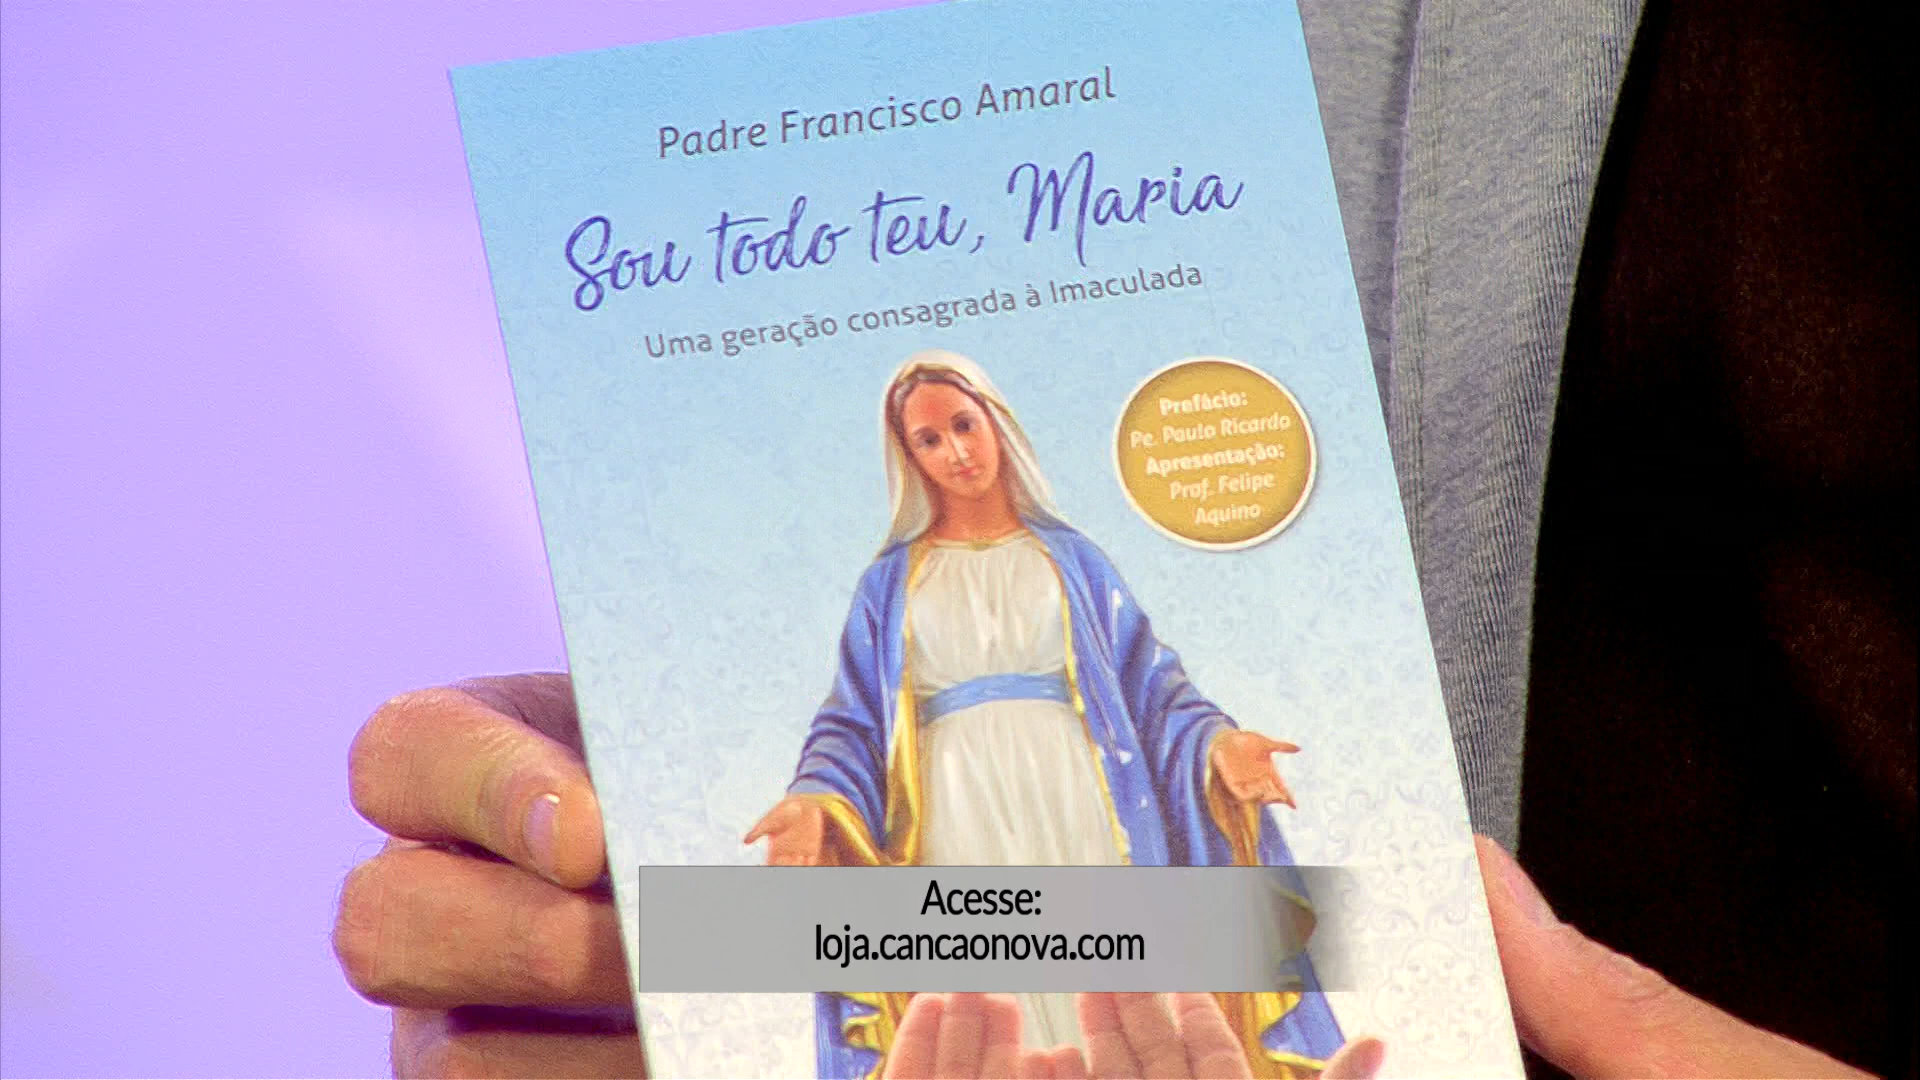 Padre Francisco Amaral
Sou todo teu, Maria
Uma geração consagrada à Imaculada
Prefácio:
Pe. Paulo Ricardo
Apresentação:
Prof. Felipe
Aquino
Acesse:
loja.cancaonova.com